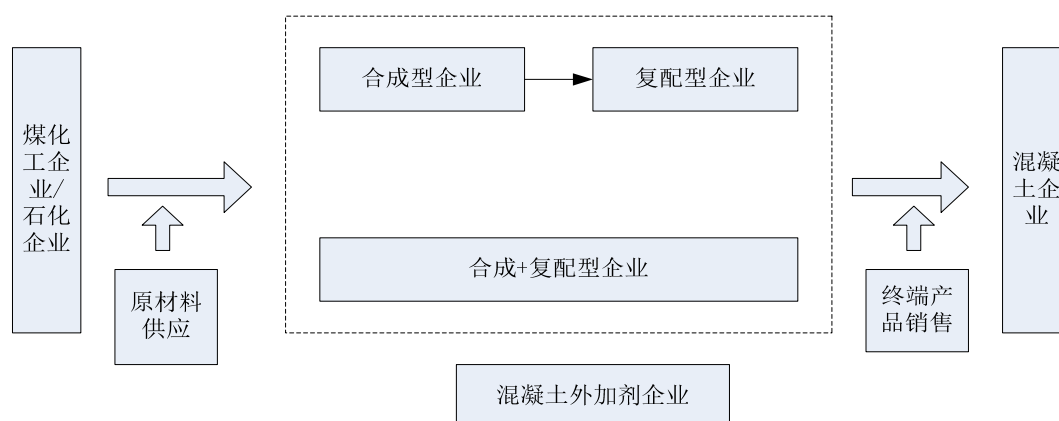 合成型企业
复配型企业
煤化
工企
业/
石化
企业
混凝
土企
业
合成+复配型企业
原材料
供应
终端产
品销售
混凝土外加剂企业